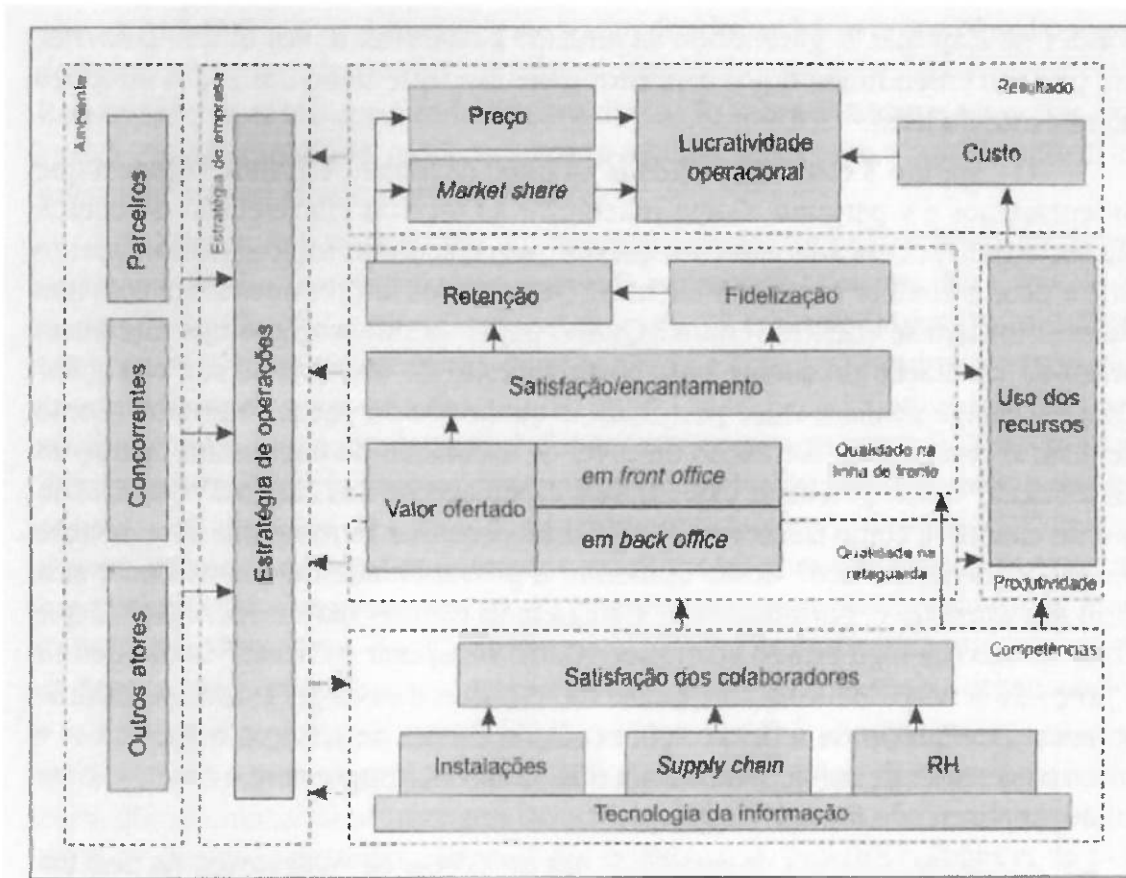 Ambiente
Parceiros
Concorrentes
Outros atores
Estratégia de empresa
Estratégia de operações
Resultado
Preço
Market share
Lucratividade
operacional
Custo
Retenção
Fidelização
Satisfação/encantamento
Valor ofertado
em front office
em back office
Qualidade na
linha de frente
Qualidade na
retaguarda
Uso dos
recursos
Produtividade
Competências
Satisfação dos colaboradores
Instalações
Supply chain
RH
Tecnologia da informação